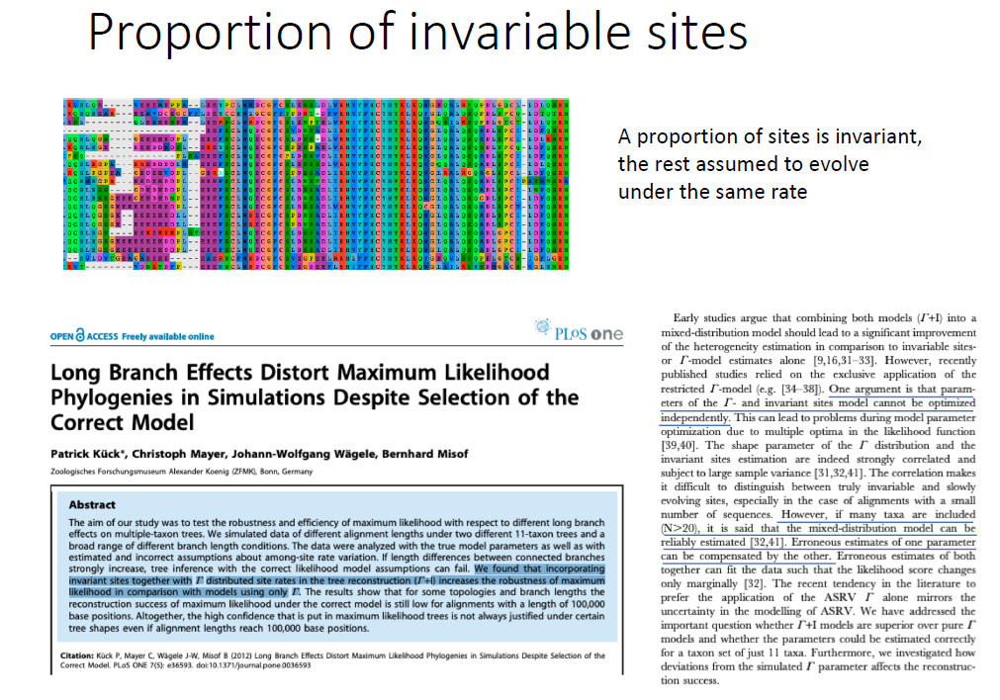 Proportion of invariable sites
A proportion of sites is invariant,
the rest assumed to evolve
under the same rate
OPEN ACCESS Freely available online
PLoS one
Long Branch Effects Distort Maximum Likelihood
Phylogenies in Simulations Despite Selection of the
Correct Model
Patrick Kück*, Christoph Mayer, Johann-Wolfgang Wägele, Bernhard Misof
Zoologisches Forschungsmuseum Alexander Koenig (ZFMK), Bonn, Germany
Abstract
The aim of our study was to test the robustness and efficiency of maximum likelihood with respect to different long branch
effects on multiple-taxon trees. We simulated data of different alignment lengths under two different 11-taxon trees and a
broad range of different branch length conditions. The data were analyzed with the true model parameters as well as with
estimated and incorrect assumptions about among-site rate variation. If length differences between connected branches
strongly increase, tree inference with the correct likelihood model assumptions can fail. We found that incorporating
invariant sites together with Γ distributed site rates in the tree reconstruction (Γ+I) increases the robustness of maximum
likelihood in comparison with models using only Γ. The results show that for some topologies and branch lengths the
reconstruction success of maximum likelihood under the correct model is still low for alignments with a length of 100,000
base positions. Altogether, the high confidence that is put in maximum likelihood trees is not always justified under certain
tree shapes even if alignment lengths reach 100,000 base positions.
Citation: Kück P, Mayer C, Wägele J-W, Misof B (2012) Long Branch Effects Distort Maximum Likelihood Phylogenies in Simulations Despite Selection of the
Correct Model. PLoS ONE 7(5): e36593. doi:10.1371/journal.pone.0036593
Early studies argue that combining both models (Γ+I) into a
mixed-distribution model should lead to a significant improvement
of the heterogeneity estimation in comparison to invariable sites-
or Γ-model estimates alone [9,16,31–33]. However, recently
published studies relied on the exclusive application of the
restricted Γ-model (e.g. [34–38]). One argument is that param-
eters of the Γ- and invariant sites model cannot be optimized
independently. This can lead to problems during model parameter
optimization due to multiple optima in the likelihood function
[39,40]. The shape parameter of the Γ distribution and the
invariant sites estimation are indeed strongly correlated and
subject to large sample variance [31,32,41]. The correlation makes
it difficult to distinguish between truly invariable and slowly
evolving sites, especially in the case of alignments with a small
number of sequences. However, if many taxa are included
(N>20), it is said that the mixed-distribution model can be
reliably estimated [32,41]. Erroneous estimates of one parameter
can be compensated by the other. Erroneous estimates of both
together can fit the data such that the likelihood score changes
only marginally [32]. The recent tendency in the literature to
prefer the application of the ASRV Γ alone mirrors the
uncertainty in the modelling of ASRV. We have addressed the
important question whether Γ+I models are superior over pure Γ
models and whether the parameters could be estimated correctly
for a taxon set of just 11 taxa. Furthermore, we investigated how
deviations from the simulated Γ parameter affects the reconstruc-
tion success.